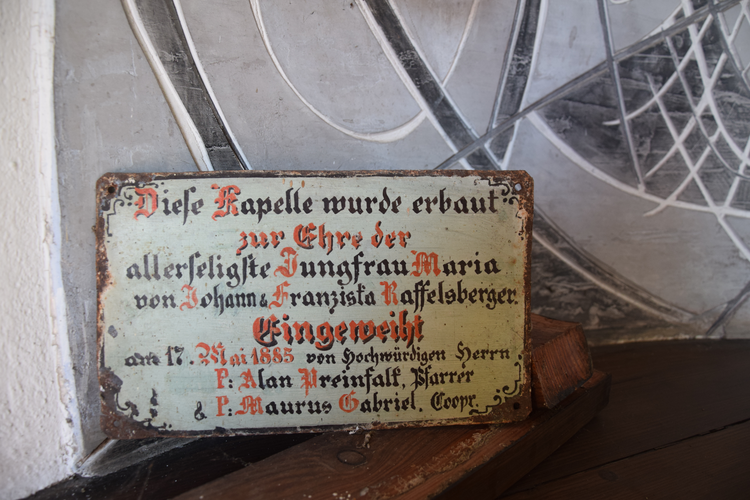 Diese Kapelle wurde erbaut
zur Ehre der
allerseligste Jungfrau Maria
von Johann & Franziska Raffelsberger.
Eingeweiht
am 17. Mai 1885 von Hochwürdigen Herrn
P: Alan Preinfalk, Pfarrer
& P: Maurus Gabriel, Coopr.